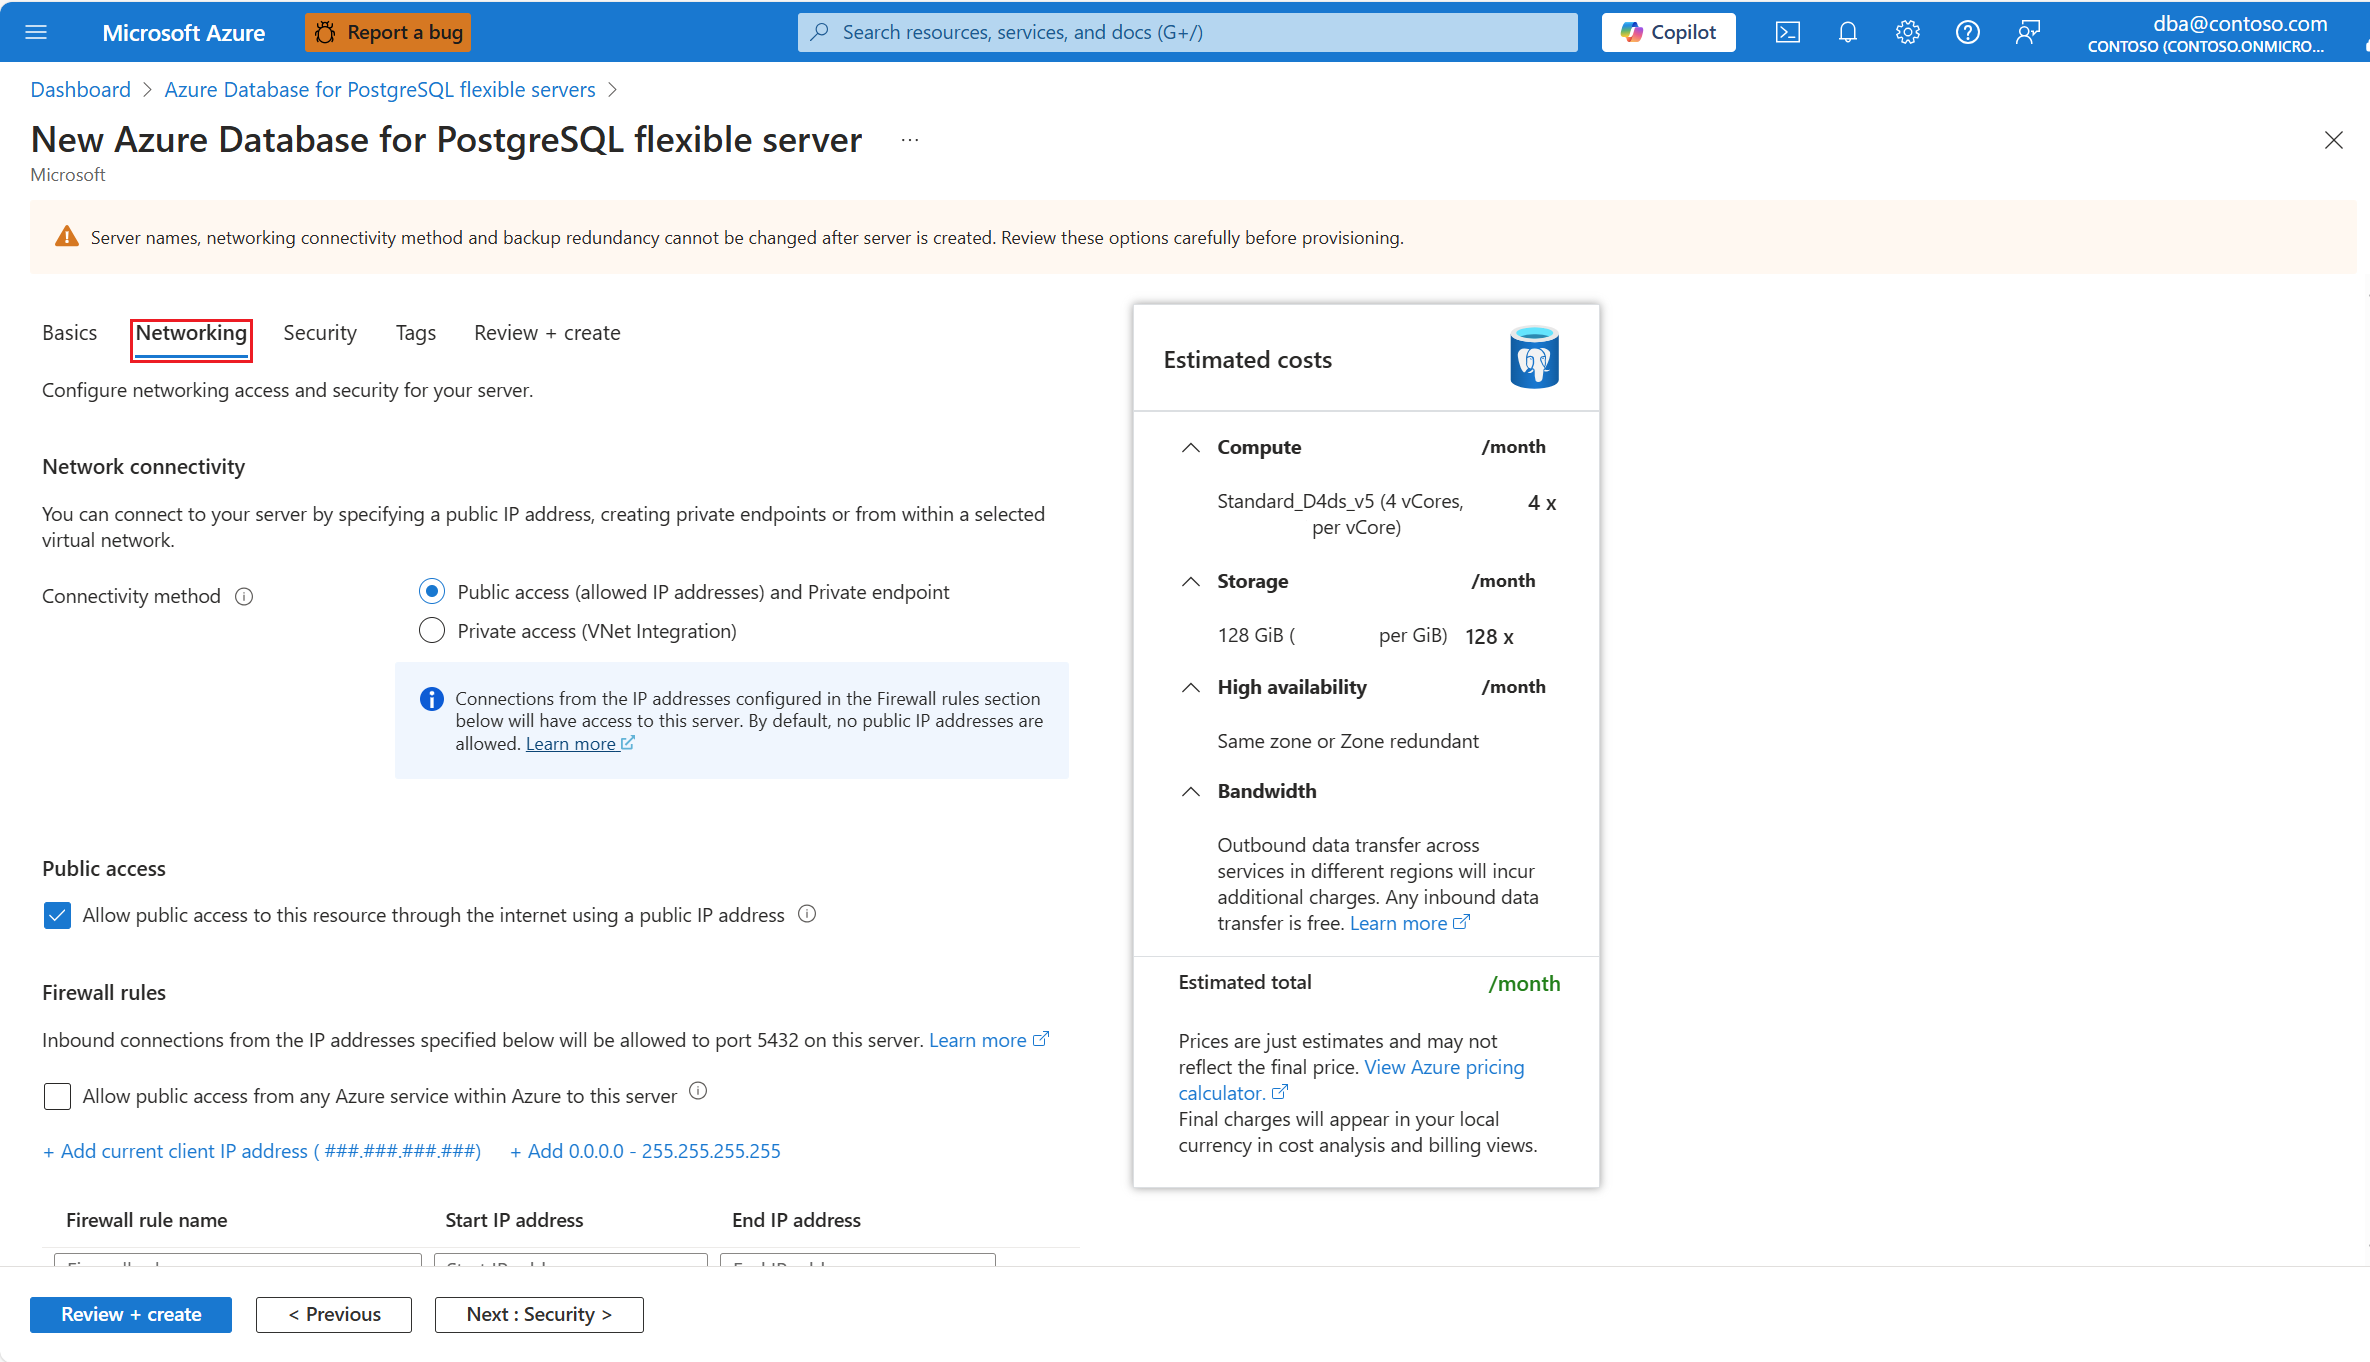 Microsoft Azure
Report a bug
Search resources, services, and docs (G+/)
Copilot
dba@contoso.com
CONTOSO (CONTOSO.ONMICRO...
Dashboard > Azure Database for PostgreSQL flexible servers >
New Azure Database for PostgreSQL flexible server ...
Microsoft
Server names, networking connectivity method and backup redundancy cannot be changed after server is created. Review these options carefully before provisioning.
Basics Networking Security Tags Review + create
Configure networking access and security for your server.
Network connectivity
You can connect to your server by specifying a public IP address, creating private endpoints or from within a selected
virtual network.
Connectivity method
Public access (allowed IP addresses) and Private endpoint
Private access (VNet Integration)
Connections from the IP addresses configured in the Firewall rules section
below will have access to this server. By default, no public IP addresses are
allowed. Learn more
Public access
Allow public access to this resource through the internet using a public IP address
Firewall rules
Inbound connections from the IP addresses specified below will be allowed to port 5432 on this server. Learn more
Allow public access from any Azure service within Azure to this server
+ Add current client IP address ( ###.###.###.###) + Add 0.0.0.0 - 255.255.255.255
Firewall rule name Start IP address End IP address
Estimated costs
Compute /month
Standard_D4ds_v5 (4 vCores, 4 x
per vCore)
Storage /month
128 GiB ( per GiB) 128 x
High availability /month
Same zone or Zone redundant
Bandwidth
Outbound data transfer across
services in different regions will incur
additional charges. Any inbound data
transfer is free. Learn more
Estimated total /month
Prices are just estimates and may not
reflect the final price. View Azure pricing
calculator.
Final charges will appear in your local
currency in cost analysis and billing views.
Review + create
< Previous
Next : Security >